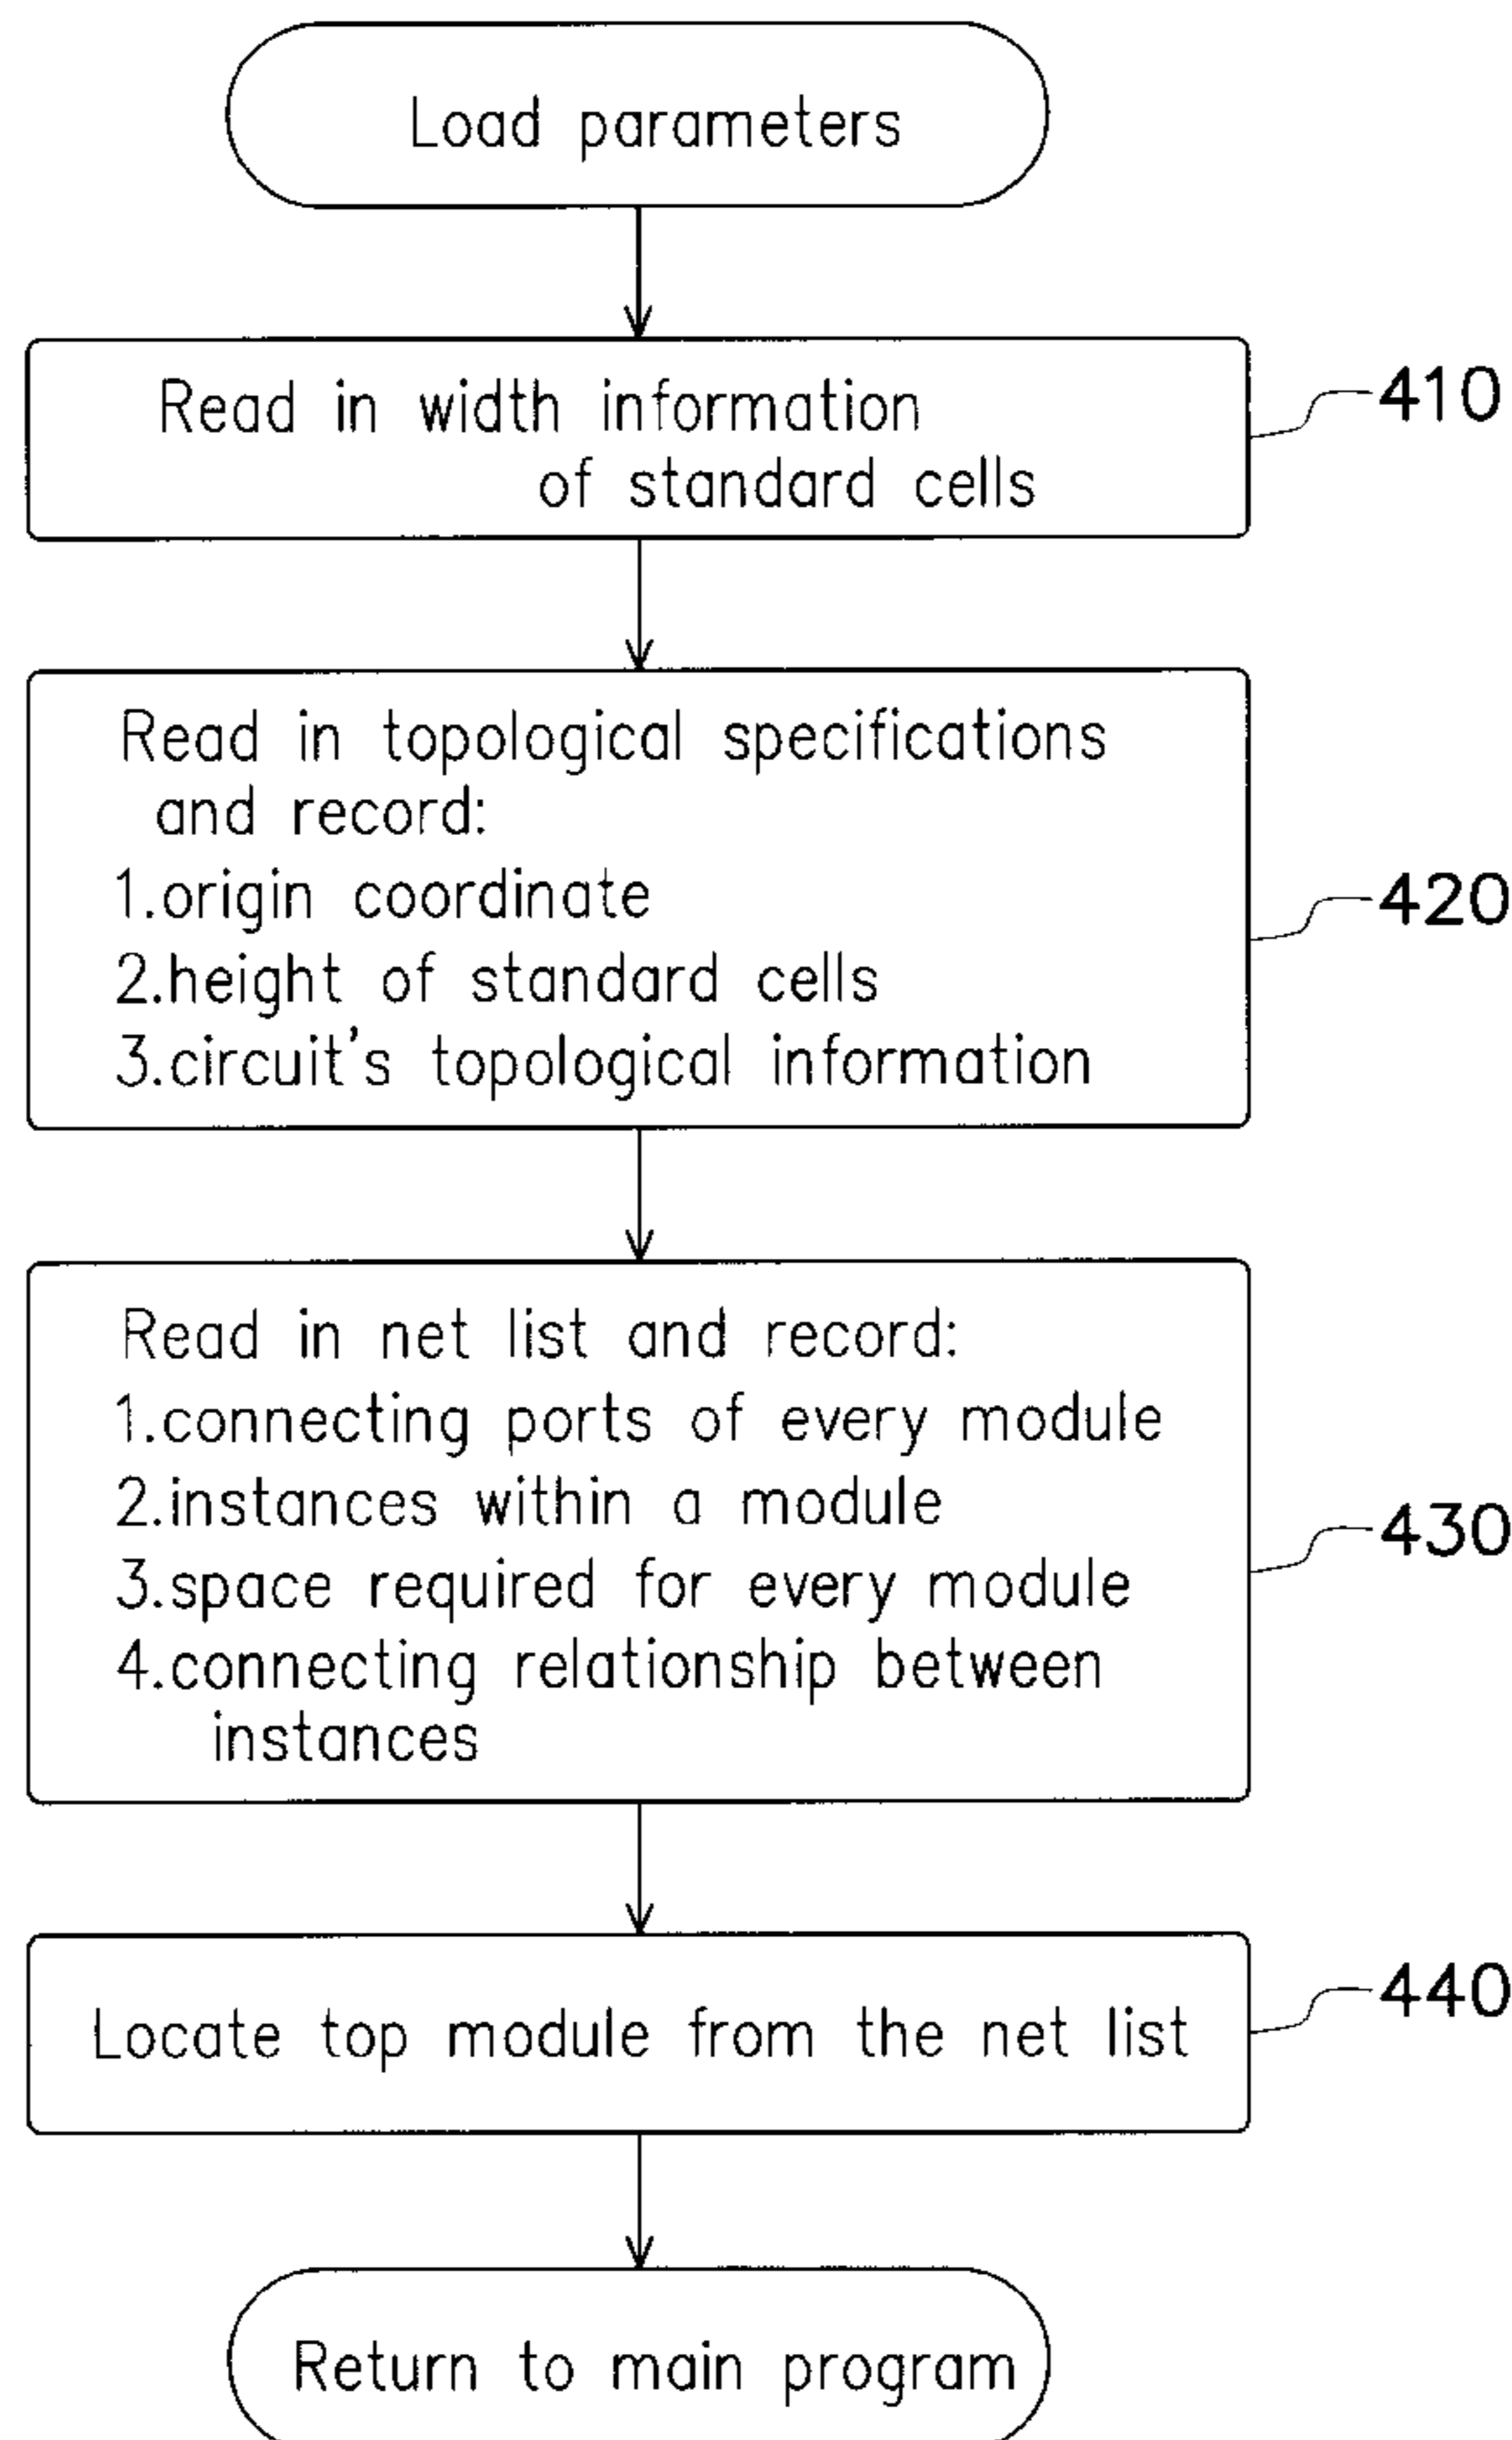 Load parameters
Read in width information
of standard cells
410
Read in topological specifications
and record:
1.origin coordinate
2.height of standard cells
3.circuit's topological information
420
Read in net list and record:
1.connecting ports of every module
2.instances within a module
3.space required for every module
4.connecting relationship between
instances
430
Locate top module from the net list
440
Return to main program